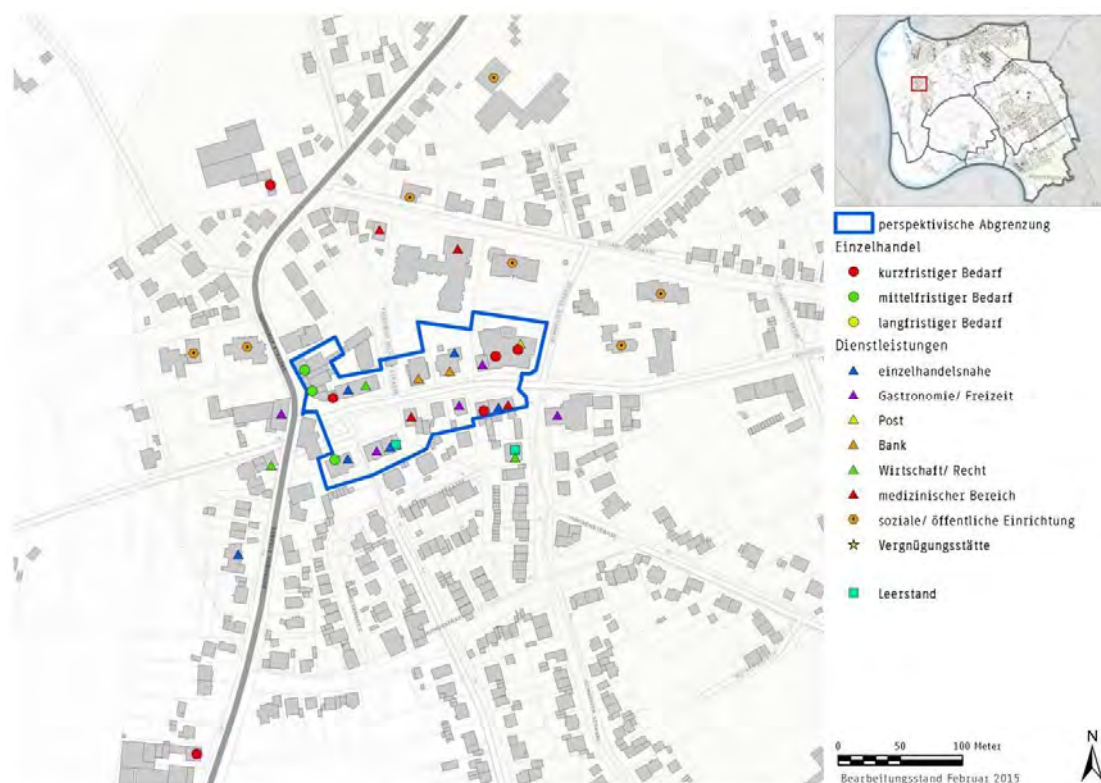 perspektivische Abgrenzung
Einzelhandel
kurzfristiger Bedarf
mittelfristiger Bedarf
langfristiger Bedarf
Dienstleistungen
einzelhandelsnahe
Gastronomie/ Freizeit
Post
Bank
Wirtschaft/ Recht
medizinischer Bereich
soziale/ öffentliche Einrichtung
Vergnügungsstätte
Leerstand
0 50 100 Meter
N
Bearbeitungsstand Februar 2015